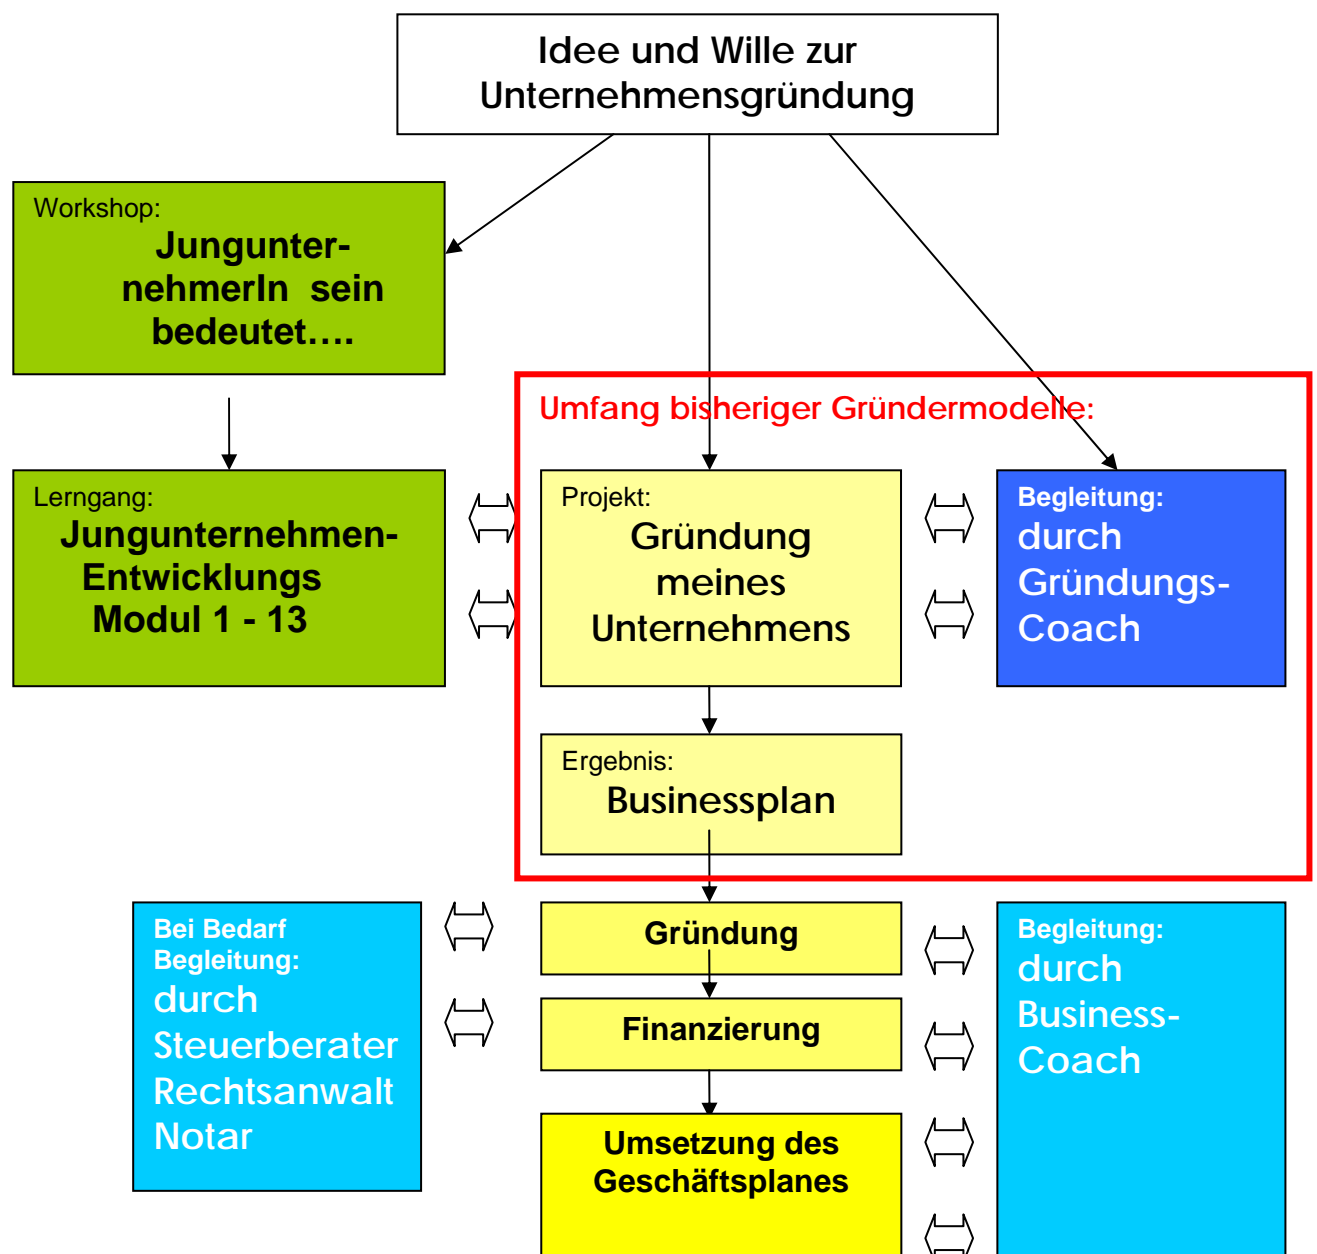 Idee und Wille zur
Unternehmensgründung
Workshop:
Jungunter-
nehmerIn sein
bedeutet….
Umfang bisheriger Gründermodelle:
Lerngang:
Jungunternehmen-
Entwicklungs
Modul 1 - 13
Projekt:
Gründung
meines
Unternehmens
Begleitung:
durch
Gründungs-
Coach
Ergebnis:
Businessplan
Bei Bedarf
Begleitung:
durch
Steuerberater
Rechtsanwalt
Notar
Gründung
Finanzierung
Umsetzung des
Geschäftsplanes
Begleitung:
durch
Business-
Coach